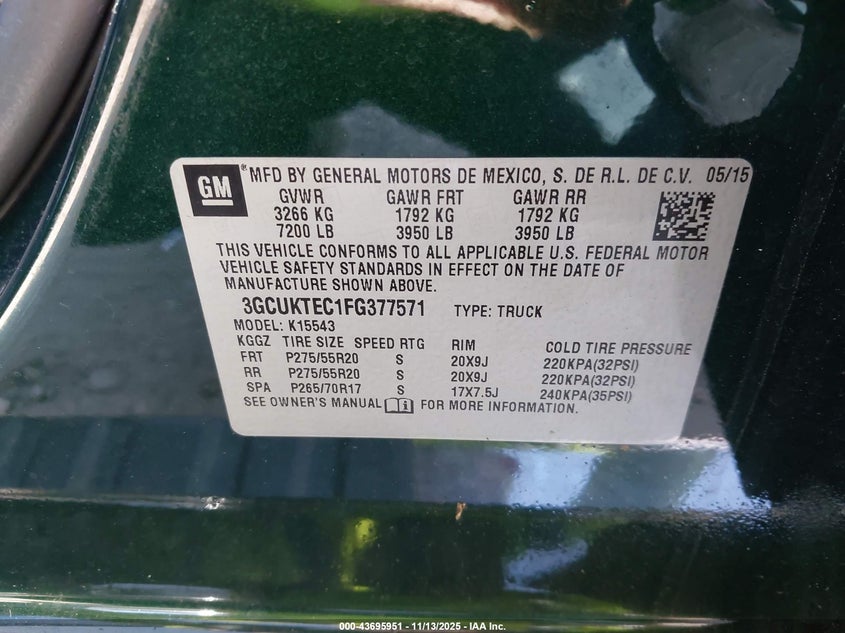 GM ® MFD BY GENERAL MOTORS DE MEXICO, S. DE R.L. DE C.V. 05/15
GVWR GAWR FRT GAWR RR
3266 KG 1792 KG 1792 KG
7200 LB 3950 LB 3950 LB
THIS VEHICLE CONFORMS TO ALL APPLICABLE U.S. FEDERAL MOTOR
VEHICLE SAFETY STANDARDS IN EFFECT ON THE DATE OF
MANUFACTURE SHOWN ABOVE.
3GCUKTEC1FG377571 TYPE: TRUCK
MODEL: K15543
KGGZ TIRE SIZE SPEED RTG RIM COLD TIRE PRESSURE
FRT P275/55R20 S 20X9J 220KPA(32PSI)
RR P275/55R20 S 20X9J 220KPA(32PSI)
SPA P265/70R17 S 17X7.5J 240KPA(35PSI)
SEE OWNER'S MANUAL FOR MORE INFORMATION.
000-43695951 - 11/13/2025 - IAA Inc.